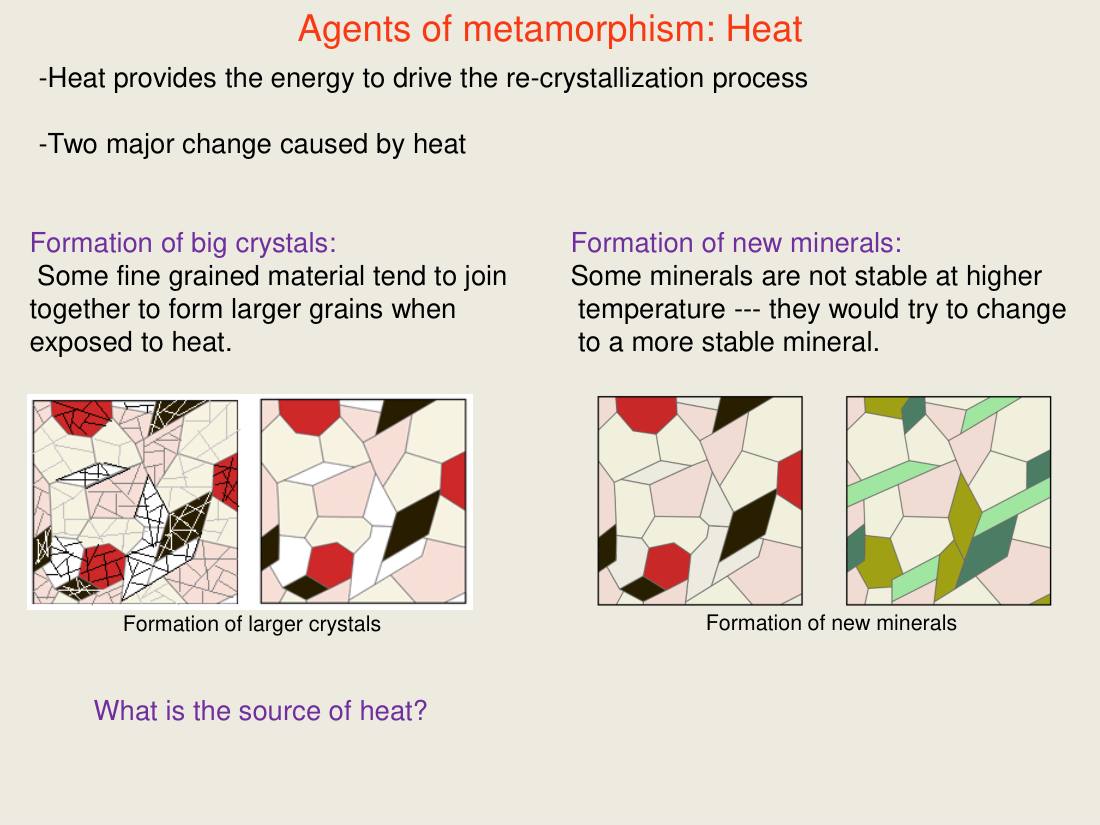 Agents of metamorphism: Heat
-Heat provides the energy to drive the re-crystallization process
-Two major change caused by heat
Formation of big crystals:
Some fine grained material tend to join
together to form larger grains when
exposed to heat.
Formation of new minerals:
Some minerals are not stable at higher
temperature --- they would try to change
to a more stable mineral.
Formation of larger crystals
Formation of new minerals
What is the source of heat?